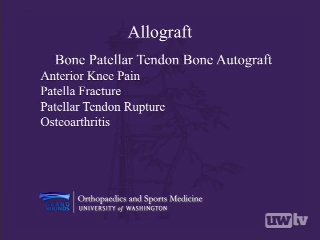 Allograft
Bone Patellar Tendon Bone Autograft
Anterior Knee Pain
Patella Fracture
Patellar Tendon Rupture
Osteoarthritis
Orthopaedics and Sports Medicine
UNIVERSITY of WASHINGTON
uwtv